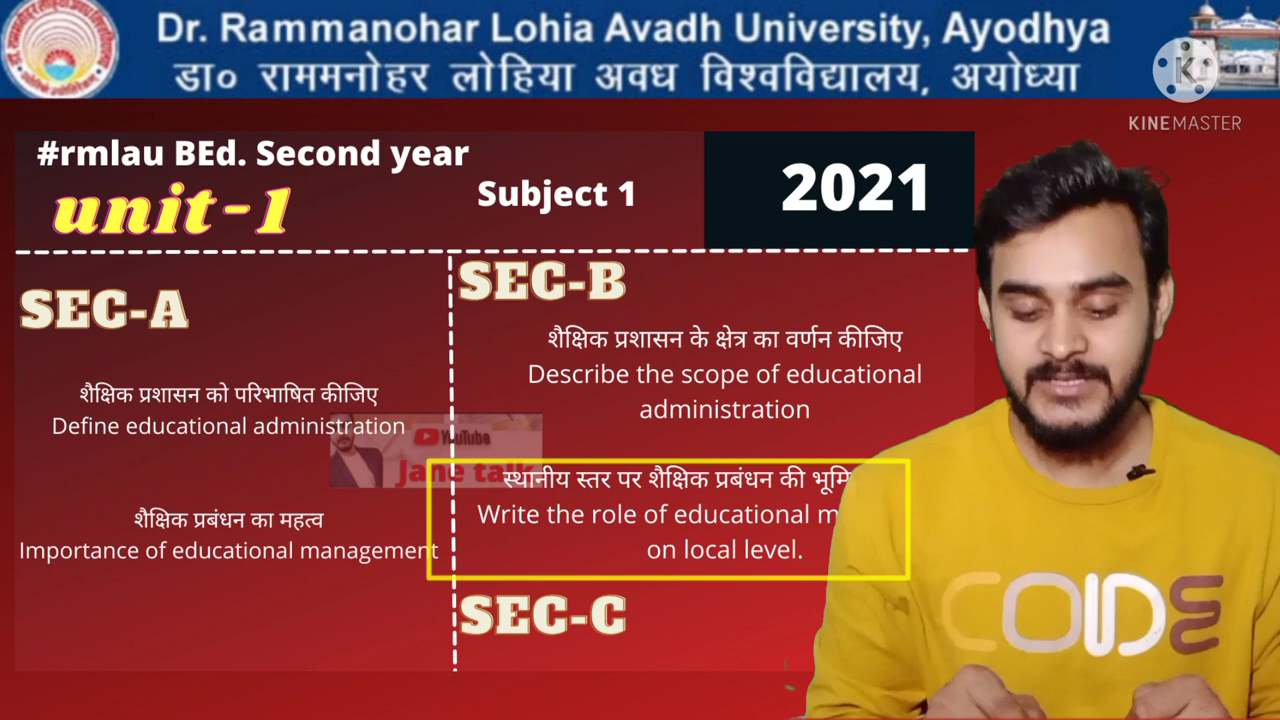 Dr. Rammanohar Lohia Avadh University, Ayodhya
डा० राममनोहर लोहिया अवध विश्वविद्यालय, अयोध्या
KINEMASTER
#rmlau BEd. Second year
unit-1
Subject 1
2021
SEC-A
शैक्षिक प्रशासन को परिभाषित कीजिए
Define educational administration
शैक्षिक प्रबंधन का महत्व
Importance of educational management
SEC-B
शैक्षिक प्रशासन के क्षेत्र का वर्णन कीजिए
Describe the scope of educational
administration
YouTube
Jane talk
स्थानीय स्तर पर शैक्षिक प्रबंधन की
Write the role of educational
on local level.
SEC-C
CODE